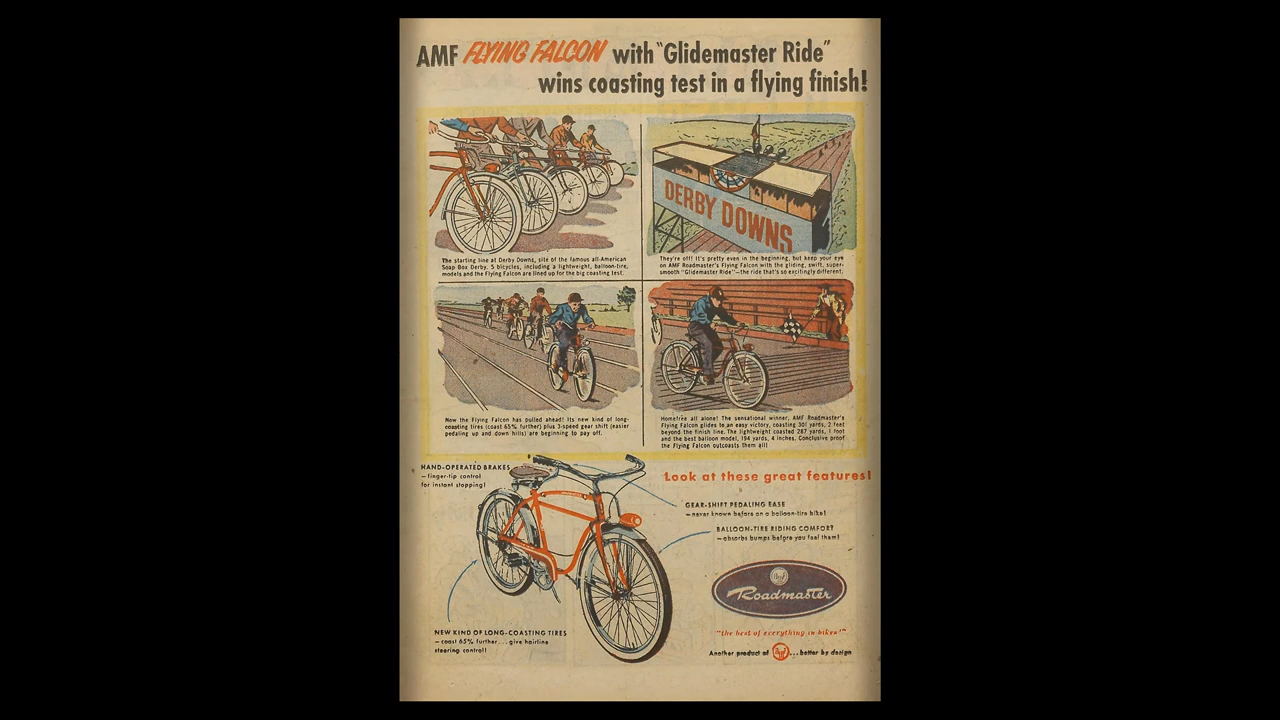 AMF FLYING FALCON with "Glidemaster Ride"
wins coasting test in a flying finish!
DERBY DOWNS
The starting line at Derby Downs, site of the famous all-American
Soap Box Derby. 5 bicycles, including a lightweight, balloon-tire,
models and the Flying Falcon are lined up for the big coasting test.
They're off! It's pretty even in the beginning, but keep your eye
on AMF Roadmaster's Flying Falcon with the gliding, swift, super-
smooth "Glidemaster Ride"—the ride that's so excitingly different.
Now the Flying Falcon has pulled ahead! Its new kind of long-
coasting tires (coast 65% further) plus 3-speed gear shift (easier
pedaling up and down hills) are beginning to pay off.
Homefree all alone! The sensational winner, AMF Roadmaster's
Flying Falcon glides to an easy victory, coasting 301 yards, 2 feet
beyond the finish line. The lightweight coasted 287 yards, 1 foot
and the best balloon model, 194 yards, 4 inches. Conclusive proof
the Flying Falcon outcoasts them all!
HAND-OPERATED BRAKES
—finger-tip control
for instant stopping!
Look at these great features!
GEAR-SHIFT PEDALING EASE
—never known before on a balloon-tire bike!
BALLOON-TIRE RIDING COMFORT
—absorbs bumps before you feel them!
AMF
Roadmaster
NEW KIND OF LONG-COASTING TIRES
—coast 65% further...give hairline
steering control!
"the best of everything in bikes!"
Another product of AMF...better by design